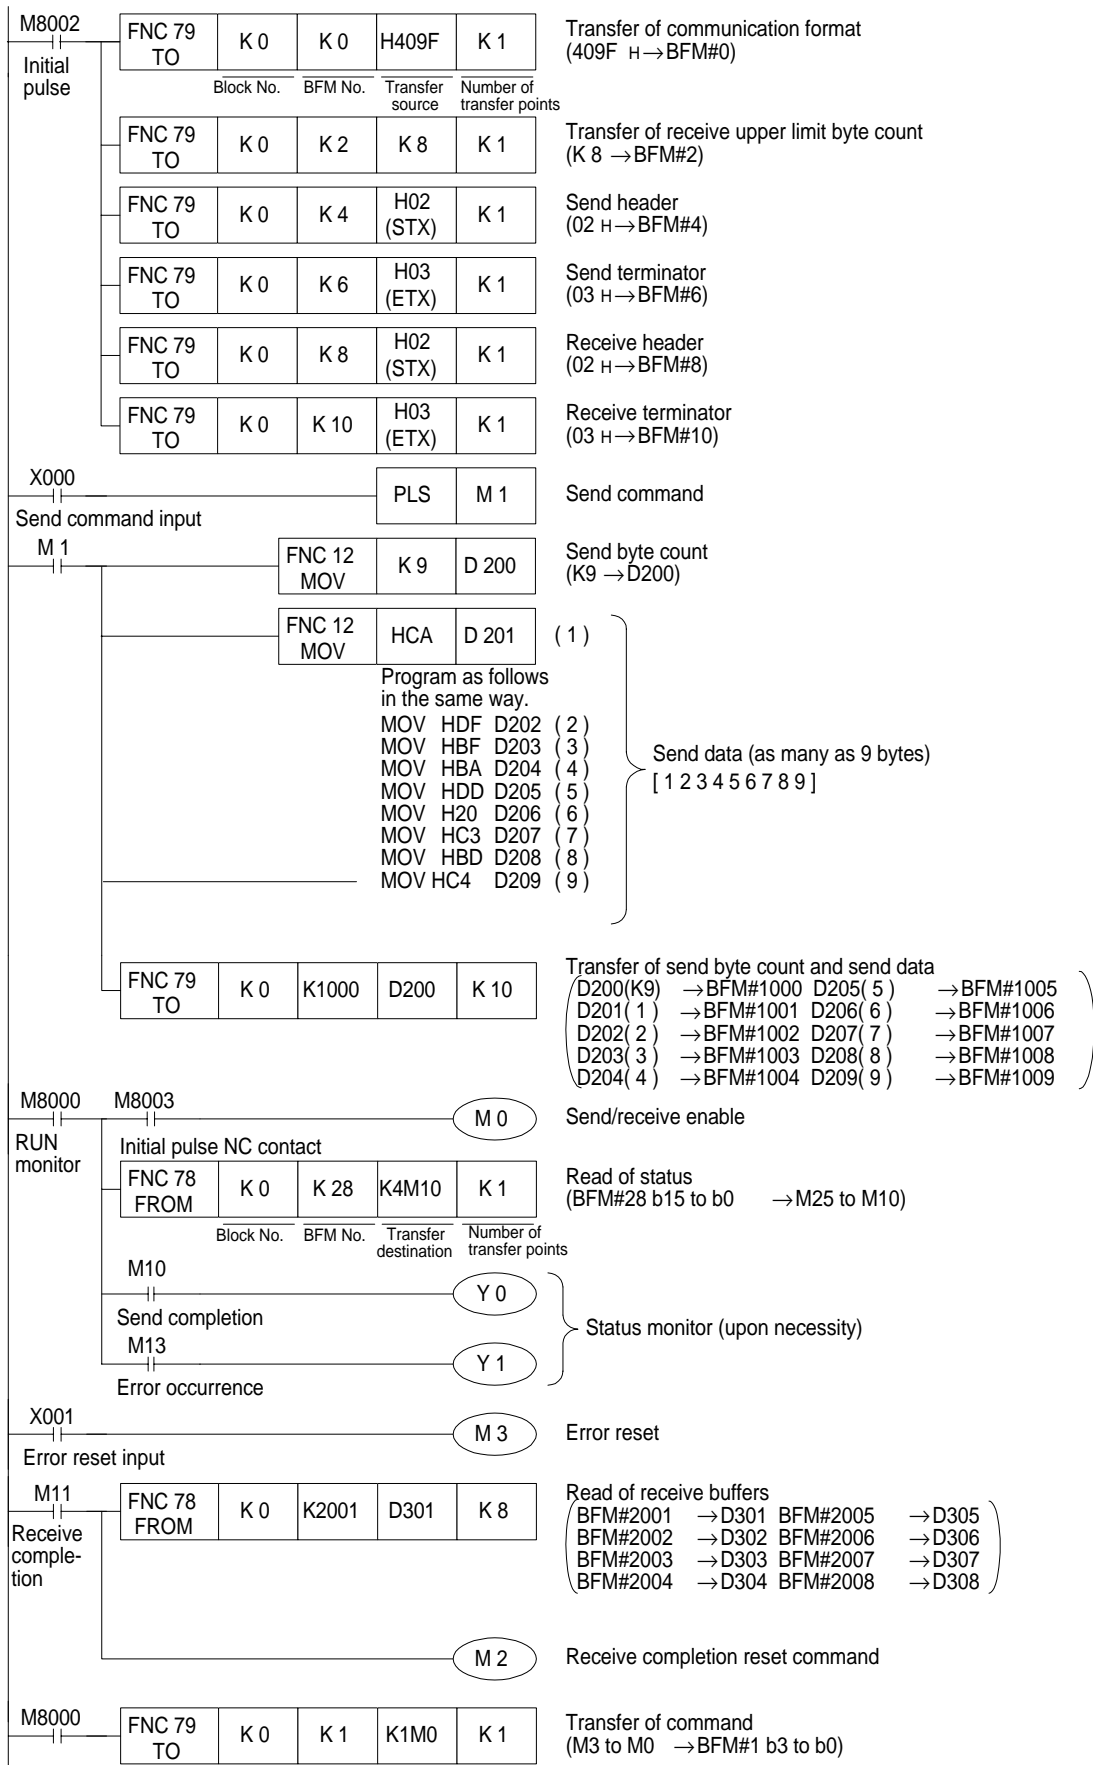 M8002
Initial
pulse
FNC 79
TO
K 0
K 0
H409F
K 1
Transfer of communication format
(409F H→BFM#0)
Block No.
BFM No.
Transfer
source
Number of
transfer points
FNC 79
TO
K 0
K 2
K 8
K 1
Transfer of receive upper limit byte count
(K 8 →BFM#2)
FNC 79
TO
K 0
K 4
H02
(STX)
K 1
Send header
(02 H→BFM#4)
FNC 79
TO
K 0
K 6
H03
(ETX)
K 1
Send terminator
(03 H→BFM#6)
FNC 79
TO
K 0
K 8
H02
(STX)
K 1
Receive header
(02 H→BFM#8)
FNC 79
TO
K 0
K 10
H03
(ETX)
K 1
Receive terminator
(03 H→BFM#10)
X000
Send command input
PLS
M 1
Send command
M 1
FNC 12
MOV
K 9
D 200
Send byte count
(K9 →D200)
FNC 12
MOV
HCA
D 201
( 1 )
Program as follows
in the same way.
MOV HDF D202 ( 2 )
MOV HBF D203 ( 3 )
MOV HBA D204 ( 4 )
MOV HDD D205 ( 5 )
MOV H20 D206 ( 6 )
MOV HC3 D207 ( 7 )
MOV HBD D208 ( 8 )
MOV HC4 D209 ( 9 )
Send data (as many as 9 bytes)
[ 1 2 3 4 5 6 7 8 9 ]
FNC 79
TO
K 0
K1000
D200
K 10
Transfer of send byte count and send data
D200(K9) →BFM#1000 D205( 5 ) →BFM#1005
D201( 1 ) →BFM#1001 D206( 6 ) →BFM#1006
D202( 2 ) →BFM#1002 D207( 7 ) →BFM#1007
D203( 3 ) →BFM#1003 D208( 8 ) →BFM#1008
D204( 4 ) →BFM#1004 D209( 9 ) →BFM#1009
M8000
RUN
monitor
M8003
Initial pulse NC contact
M 0
Send/receive enable
FNC 78
FROM
K 0
K 28
K4M10
K 1
Read of status
(BFM#28 b15 to b0 →M25 to M10)
Block No.
BFM No.
Transfer
destination
Number of
transfer points
M10
Send completion
Y 0
M13
Error occurrence
Y 1
Status monitor (upon necessity)
X001
Error reset input
M 3
Error reset
M11
Receive
comple-
tion
FNC 78
FROM
K 0
K2001
D301
K 8
Read of receive buffers
BFM#2001 →D301 BFM#2005 →D305
BFM#2002 →D302 BFM#2006 →D306
BFM#2003 →D303 BFM#2007 →D307
BFM#2004 →D304 BFM#2008 →D308
M 2
Receive completion reset command
M8000
FNC 79
TO
K 0
K 1
K1M0
K 1
Transfer of command
(M3 to M0 →BFM#1 b3 to b0)